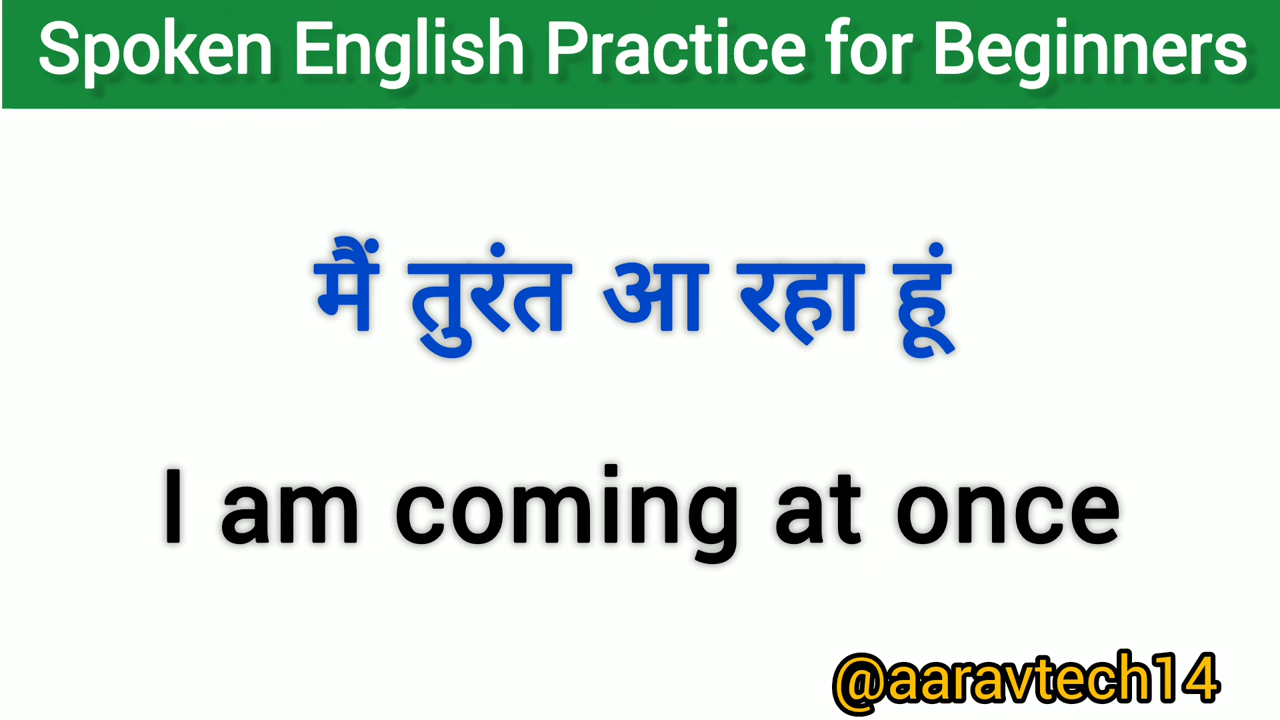 Spoken English Practice for Beginners
मैं तुरंत आ रहा हूं
I am coming at once
@aaravtech14